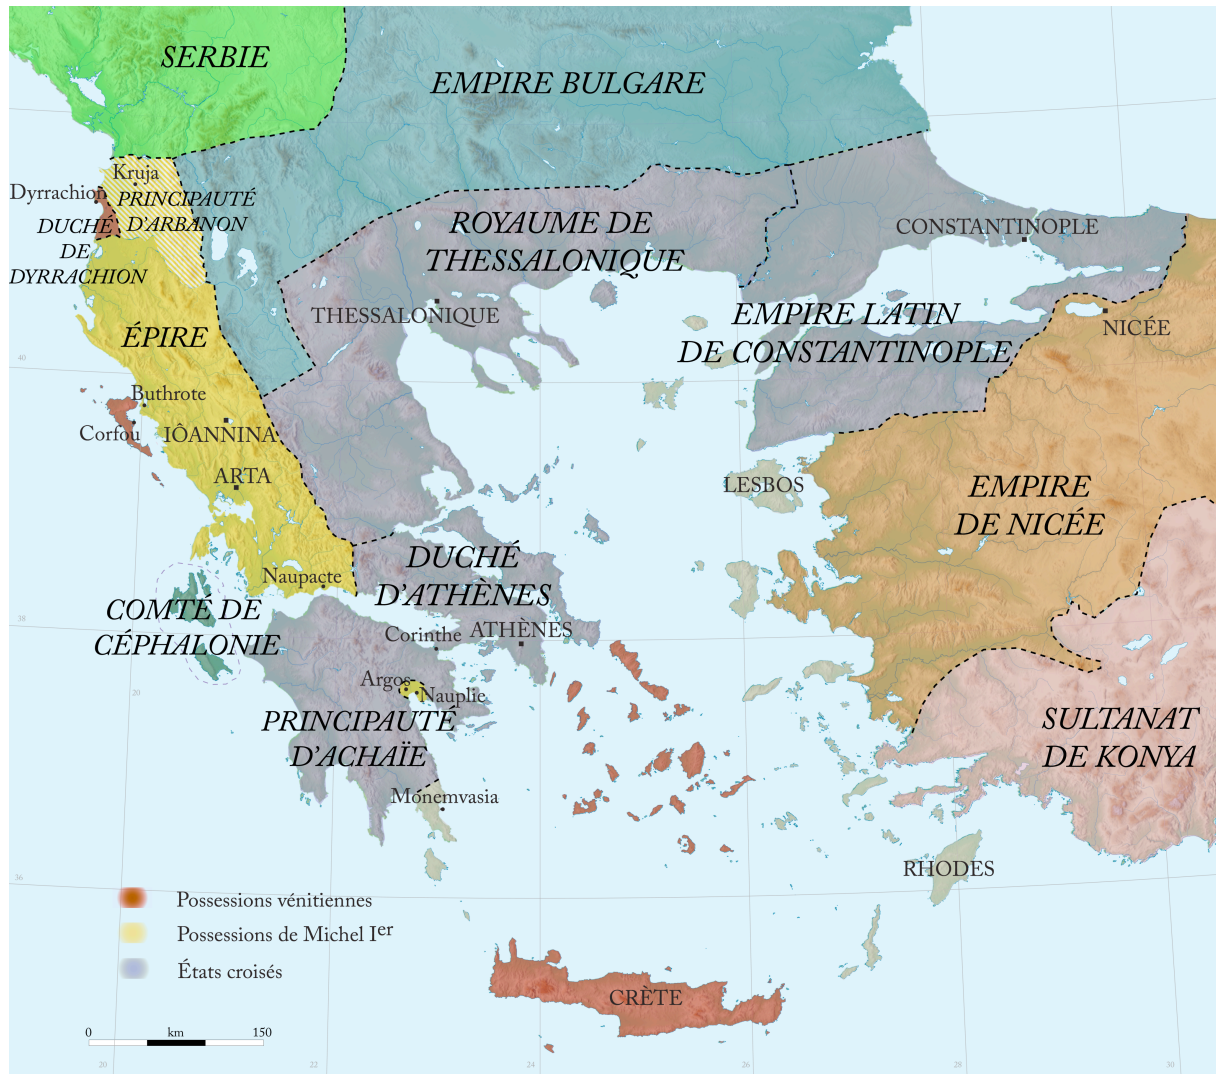 SERBIE
EMPIRE BULGARE
Kruja
Dyrrachion
PRINCIPAUTÉ
D'ARBANON
DUCHÉ
DE
DYRRACHION
ROYAUME DE
THESSALONIQUE
CONSTANTINOPLE
THESSALONIQUE
EMPIRE LATIN
DE CONSTANTINOPLE
NICÉE
ÉPIRE
40
Buthrote
Corfou
IÔANNINA
ARTA
LESBOS
EMPIRE
DE NICÉE
DUCHÉ
D'ATHÈNES
Naupacte
COMTÉ DE
CÉPHALONIE
38
Corinthe
ATHÈNES
Argos
Nauplie
20
PRINCIPAUTÉ
D'ACHAÏE
SULTANAT
DE KONYA
Monemvasia
RHODES
36
Possessions vénitiennes
Possessions de Michel Ier
États croisés
CRÈTE
0 km 150
20 22 24 26 28 30